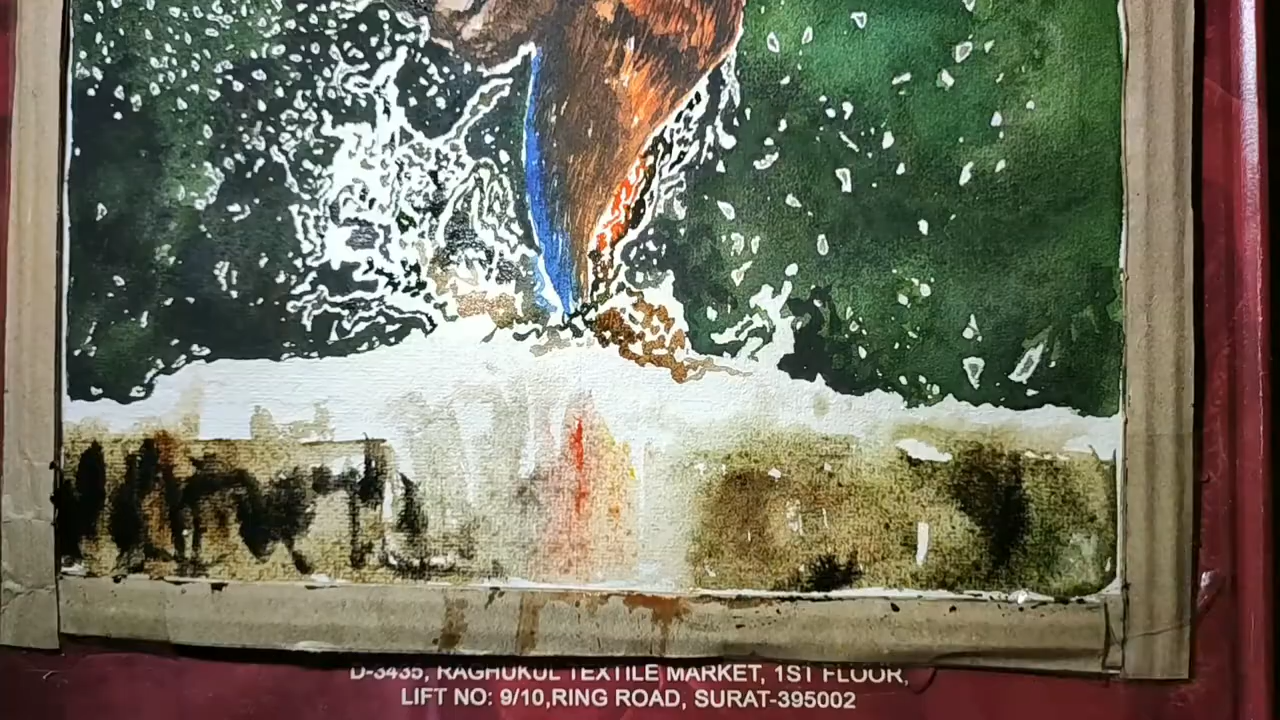 D-3435, RAGHUKUL TEXTILE MARKET, 1ST FLOOR,
LIFT NO: 9/10,RING ROAD, SURAT-395002